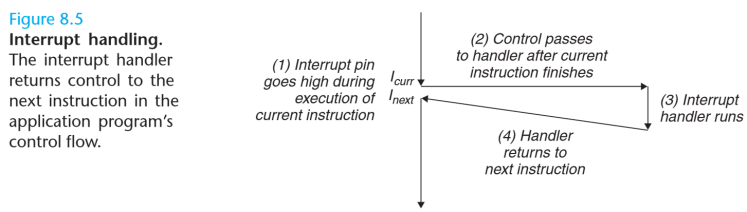 Figure 8.5
Interrupt handling.
The interrupt handler
returns control to the
next instruction in the
application program's
control flow.
(1) Interrupt pin
goes high during
execution of
current instruction
Icurr
Inext
(2) Control passes
to handler after current
instruction finishes
(3) Interrupt
handler runs
(4) Handler
returns to
next instruction